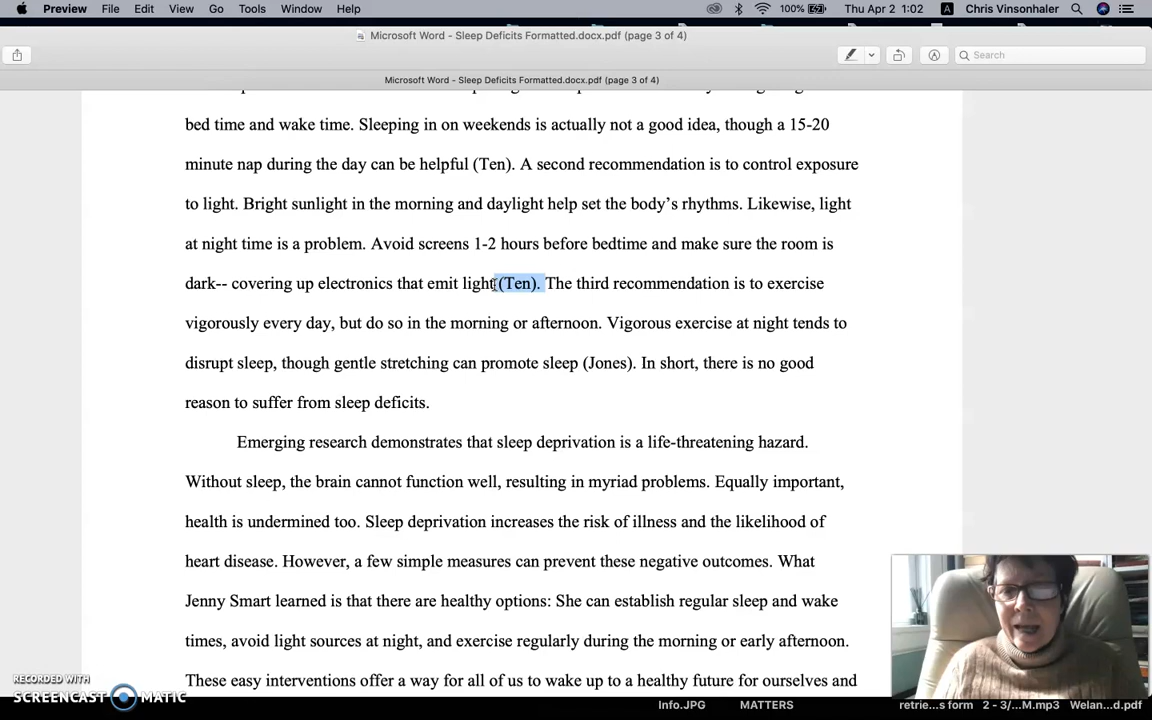 Preview File Edit View Go Tools Window Help 100% Thu Apr 2 1:02 A Chris Vinsonhaler
Microsoft Word - Sleep Deficits Formatted.docx.pdf (page 3 of 4)
Search
Microsoft Word - Sleep Deficits Formatted.docx.pdf (page 3 of 4)
bed time and wake time. Sleeping in on weekends is actually not a good idea, though a 15-20
minute nap during the day can be helpful (Ten). A second recommendation is to control exposure
to light. Bright sunlight in the morning and daylight help set the body’s rhythms. Likewise, light
at night time is a problem. Avoid screens 1-2 hours before bedtime and make sure the room is
dark-- covering up electronics that emit light (Ten). The third recommendation is to exercise
vigorously every day, but do so in the morning or afternoon. Vigorous exercise at night tends to
disrupt sleep, though gentle stretching can promote sleep (Jones). In short, there is no good
reason to suffer from sleep deficits.
Emerging research demonstrates that sleep deprivation is a life-threatening hazard.
Without sleep, the brain cannot function well, resulting in myriad problems. Equally important,
health is undermined too. Sleep deprivation increases the risk of illness and the likelihood of
heart disease. However, a few simple measures can prevent these negative outcomes. What
Jenny Smart learned is that there are healthy options: She can establish regular sleep and wake
times, avoid light sources at night, and exercise regularly during the morning or early afternoon.
These easy interventions offer a way for all of us to wake up to a healthy future for ourselves and
RECORDED WITH
SCREENCAST MATIC
Info.JPG MATTERS retrie...s form 2 - 3/...M.mp3 Welan...d.pdf